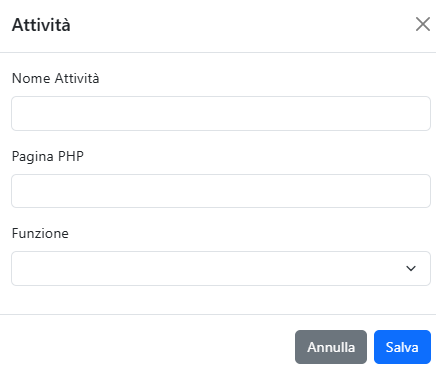 Attività
Nome Attività
Pagina PHP
Funzione
Annulla
Salva